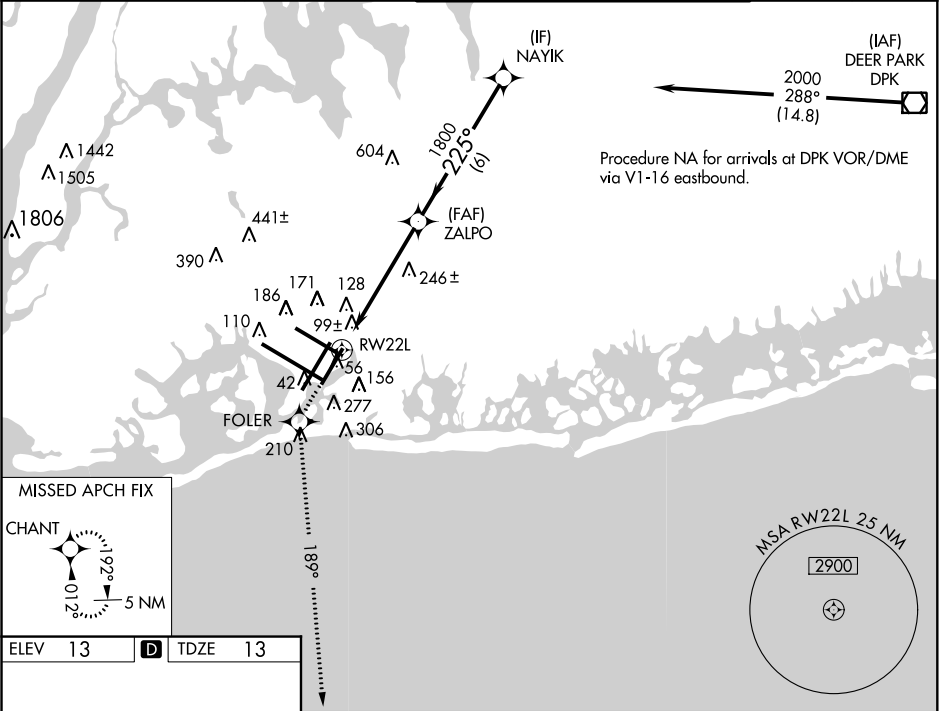 (IF)
NAYIK
(IAF)
DEER PARK
DPK
2000
288°
(14.8)
1800
225°
(6)
Procedure NA for arrivals at DPK VOR/DME
via V1-16 eastbound.
1442
1505
604
1806
441±
390
(FAF)
ZALPO
246±
171
128
186
110
99±
RW22L
56
42
156
277
FOLER
306
210
MISSED APCH FIX
CHANT
192°
012°
5 NM
189°
MSA RW22L 25 NM
2900
ELEV 13
D
TDZE 13